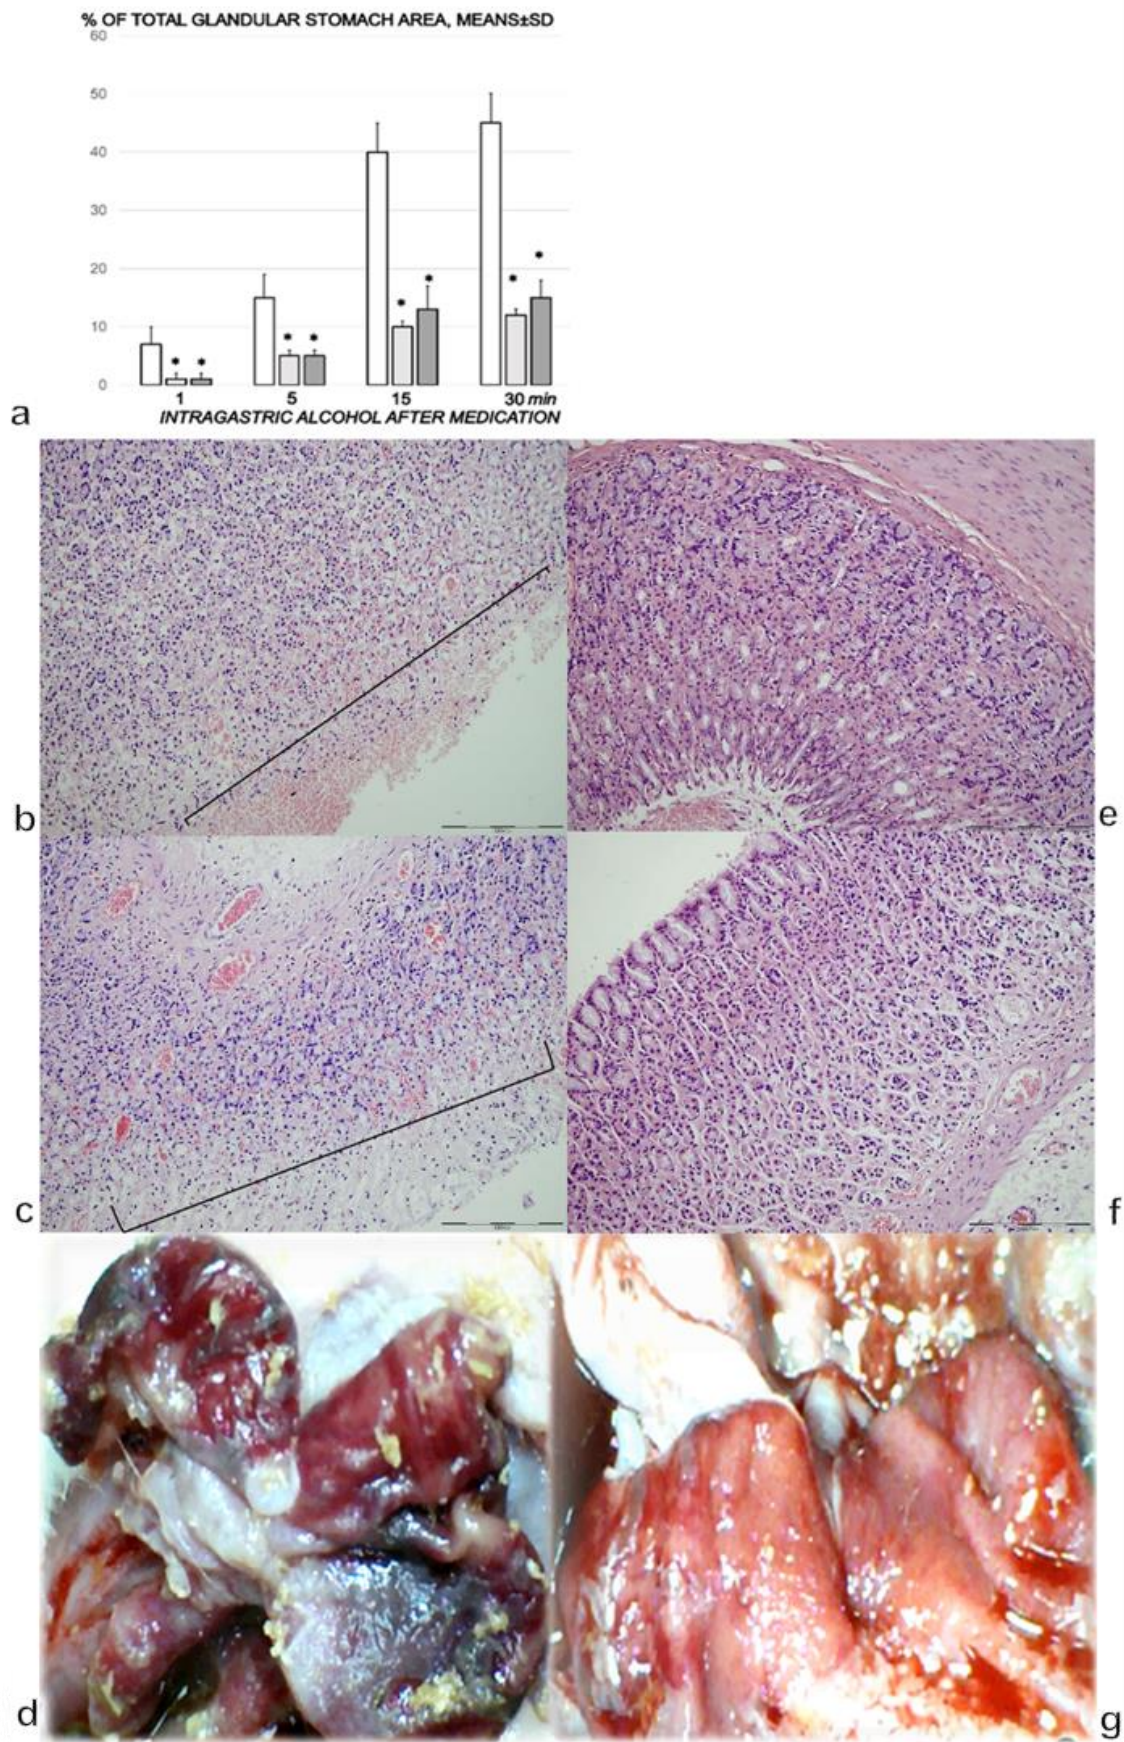 % OF TOTAL GLANDULAR STOMACH AREA, MEANS±SD
60
50
40
30
20
10
0
* * * * * * * *
1 5 15 30 min
INTRAGASTRIC ALCOHOL AFTER MEDICATION
a
b
e
c
f
d
g